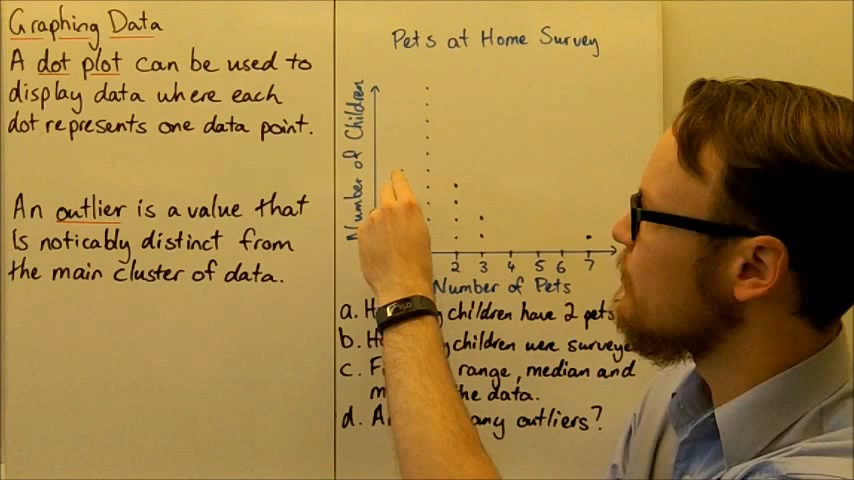 Graphing Data
A dot plot can be used to
display data where each
dot represents one data point.
An outlier is a value that
is noticably distinct from
the main cluster of data.
Pets at Home Survey
Number of Children
2 3 4 5 6 7
Number of Pets
a. children have 2 pets
b. children were
c. range, median and
the data.
d. any outliers?